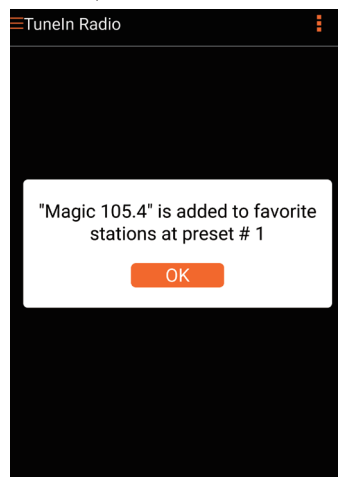 TuneIn Radio
"Magic 105.4" is added to favorite
stations at preset # 1
OK